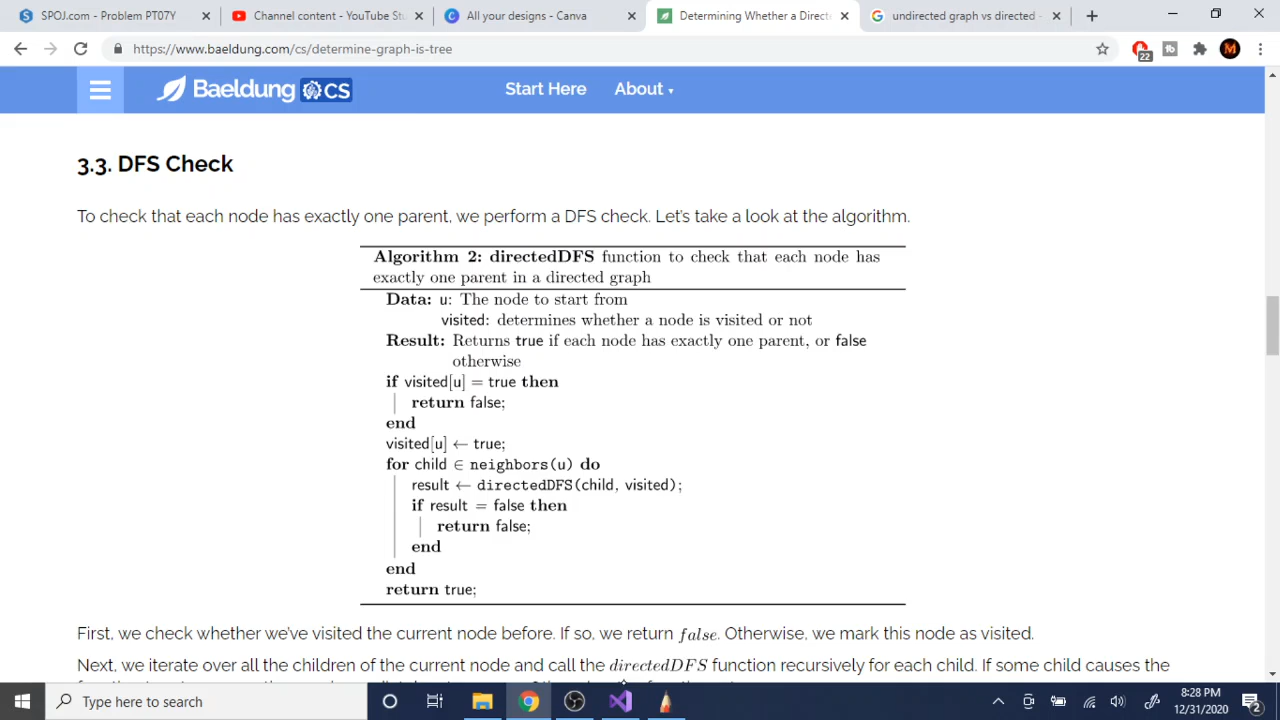 SPOJ.com - Problem PT07Y
Channel content - YouTube Stu
All your designs - Canva
Determining Whether a Directe
undirected graph vs directed -
https://www.baeldung.com/cs/determine-graph-is-tree
22
M
Baeldung CS
Start Here
About
3.3. DFS Check
To check that each node has exactly one parent, we perform a DFS check. Let's take a look at the algorithm.
Algorithm 2: directedDFS function to check that each node has
exactly one parent in a directed graph
Data: u: The node to start from
visited: determines whether a node is visited or not
Result: Returns true if each node has exactly one parent, or false
otherwise
if visited[u] = true then
return false;
end
visited[u] ← true;
for child ∈ neighbors(u) do
result ← directedDFS(child, visited);
if result = false then
return false;
end
end
return true;
First, we check whether we've visited the current node before. If so, we return false. Otherwise, we mark this node as visited.
Next, we iterate over all the children of the current node and call the directedDFS function recursively for each child. If some child causes the
Type here to search
8:28 PM
12/31/2020
2